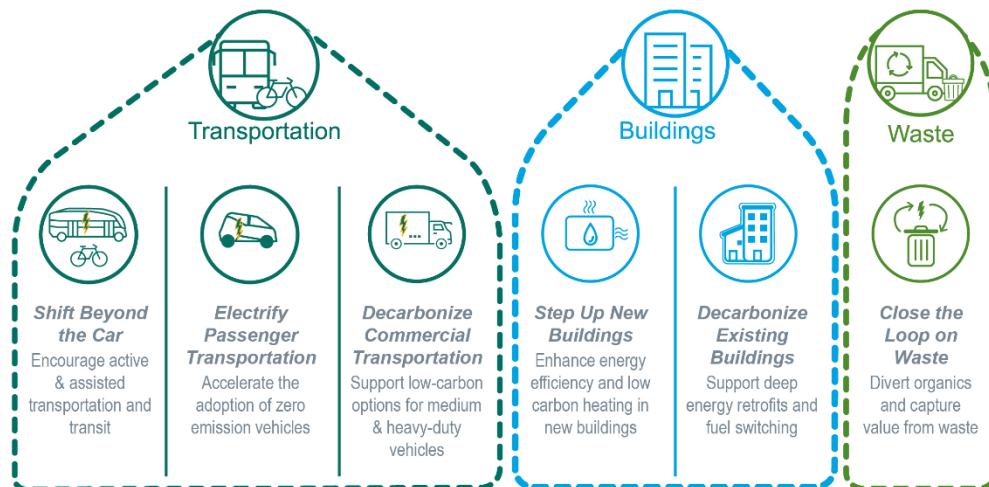 Transportation
Buildings
Waste
Shift Beyond
the Car
Encourage active
& assisted
transportation and
transit
Electrify
Passenger
Transportation
Accelerate the
adoption of zero
emission vehicles
Decarbonize
Commercial
Transportation
Support low-carbon
options for medium
& heavy-duty
vehicles
Step Up New
Buildings
Enhance energy
efficiency and low
carbon heating in
new buildings
Decarbonize
Existing
Buildings
Support deep
energy retrofits and
fuel switching
Close the
Loop on
Waste
Divert organics
and capture
value from waste